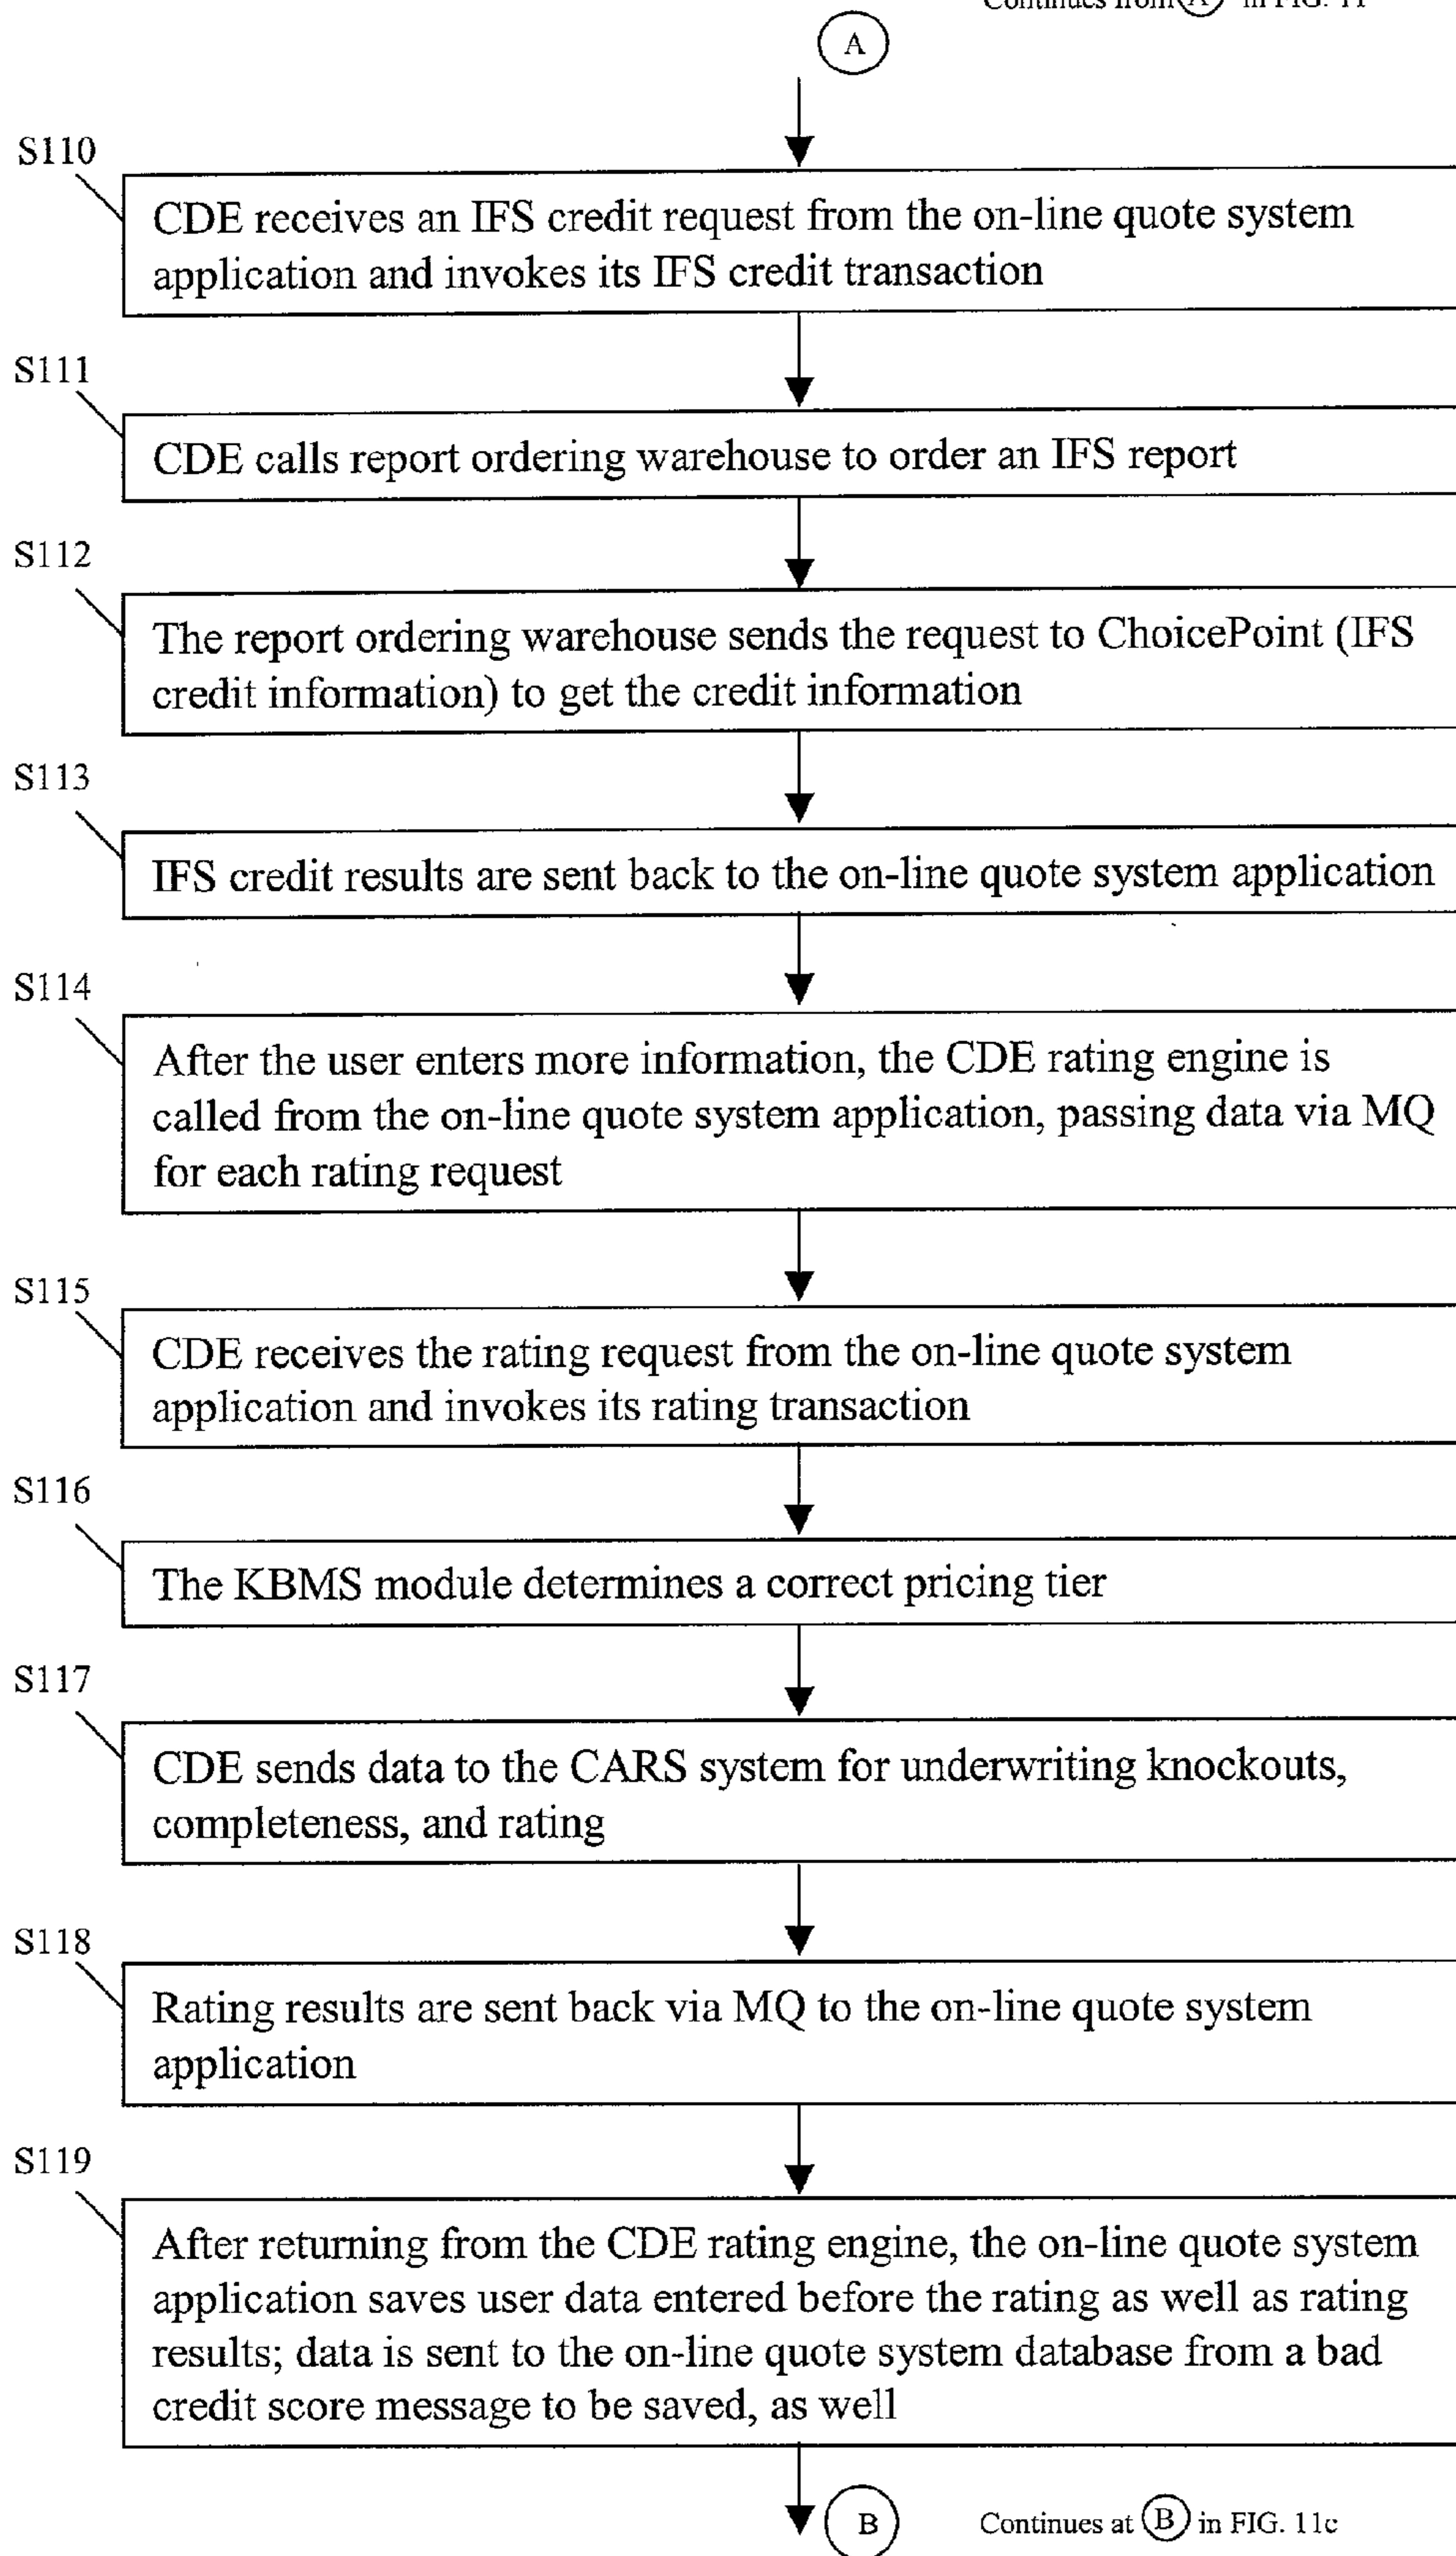 Continues from A in FIG. 11
A
S110
CDE receives an IFS credit request from the on-line quote system
application and invokes its IFS credit transaction
S111
CDE calls report ordering warehouse to order an IFS report
S112
The report ordering warehouse sends the request to ChoicePoint (IFS
credit information) to get the credit information
S113
IFS credit results are sent back to the on-line quote system application
S114
After the user enters more information, the CDE rating engine is
called from the on-line quote system application, passing data via MQ
for each rating request
S115
CDE receives the rating request from the on-line quote system
application and invokes its rating transaction
S116
The KBMS module determines a correct pricing tier
S117
CDE sends data to the CARS system for underwriting knockouts,
completeness, and rating
S118
Rating results are sent back via MQ to the on-line quote system
application
S119
After returning from the CDE rating engine, the on-line quote system
application saves user data entered before the rating as well as rating
results; data is sent to the on-line quote system database from a bad
credit score message to be saved, as well
B
Continues at B in FIG. 11c